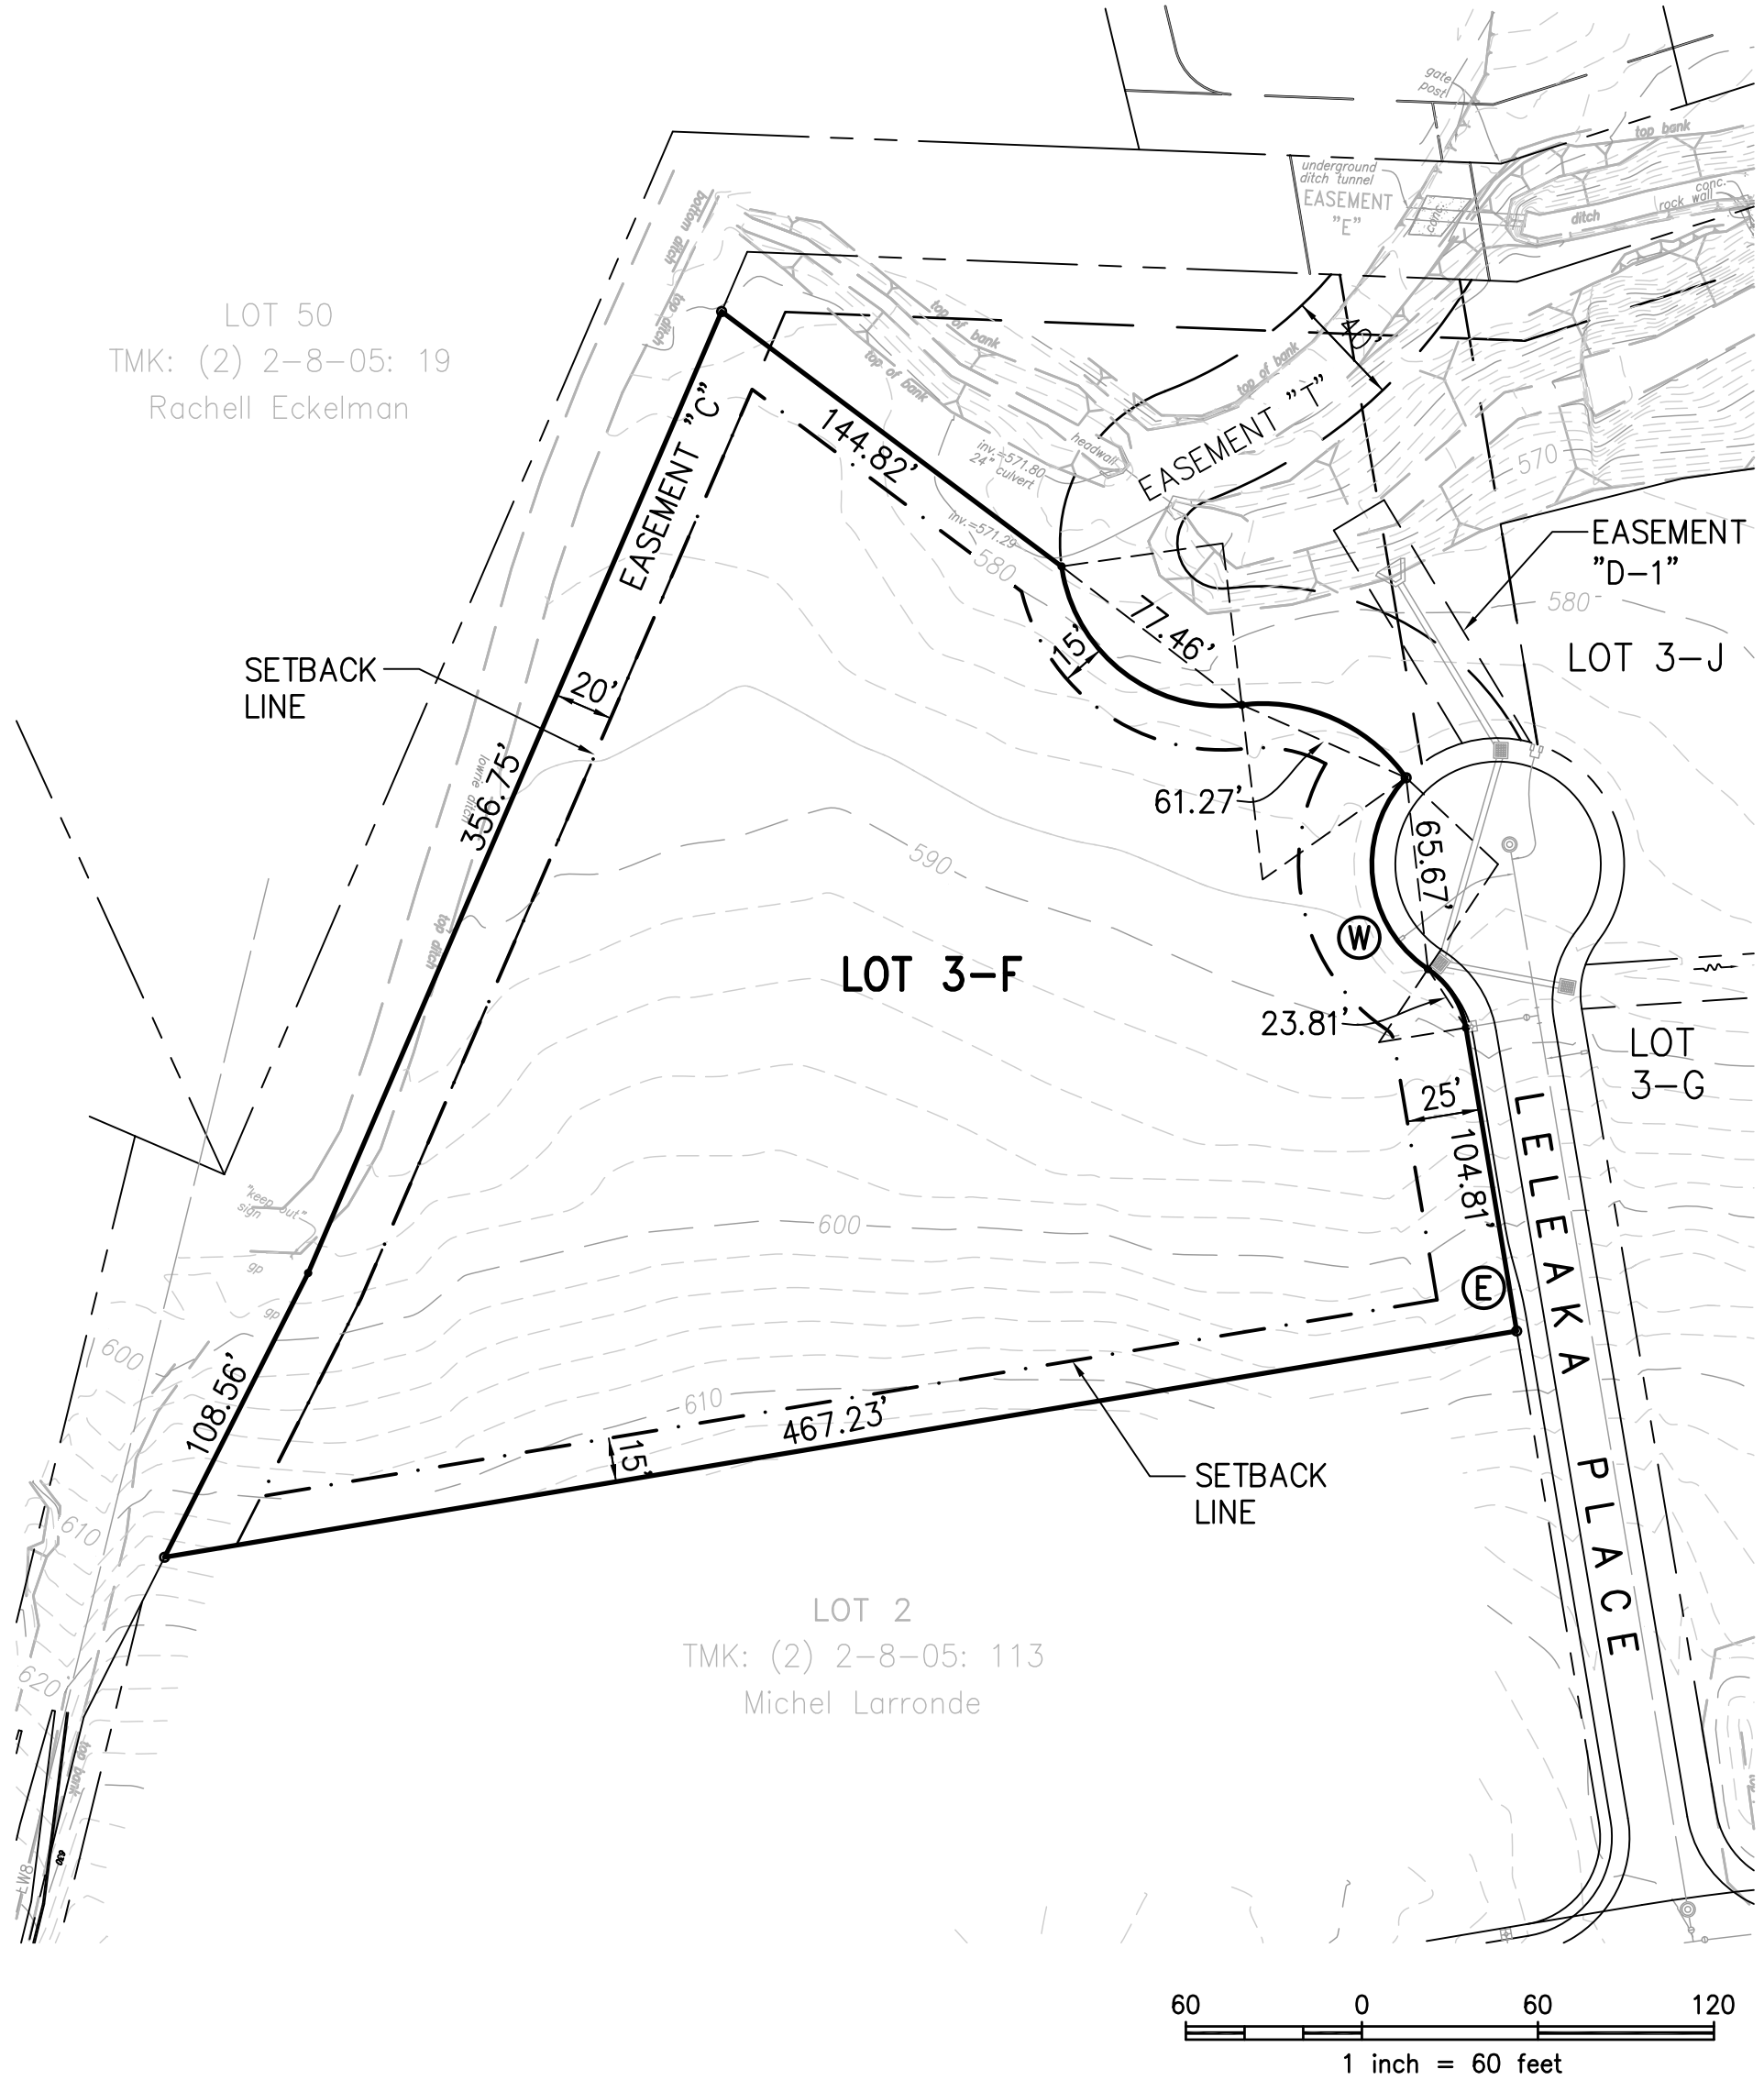 gate
post
top bank
underground
ditch tunnel
EASEMENT
"E"
conc.
ditch
rock wall
conc.
bottom ditch
top ditch
LOT 50
TMK: (2) 2-8-05: 19
Rachell Eckelman
top of bank
top of bank
top of bank
40'
EASEMENT "C"
144.82'
headwall
inv.=571.80
24" culvert
inv.=571.29
EASEMENT "T"
570
EASEMENT
"D-1"
580
580
77.46'
15'
LOT 3-J
SETBACK
LINE
20'
356.75'
lowrie ditch
top ditch
61.27'
65.67'
590
W
LOT 3-F
23.81'
LOT
3-G
25'
104.81'
LELEAKA PLACE
"keep out"
sign
gp
gp
600
E
600
108.56'
610
467.23'
15'
SETBACK
LINE
610
LOT 2
TMK: (2) 2-8-05: 113
Michel Larronde
620
top bank
630
LW8
60 0 60 120
1 inch = 60 feet